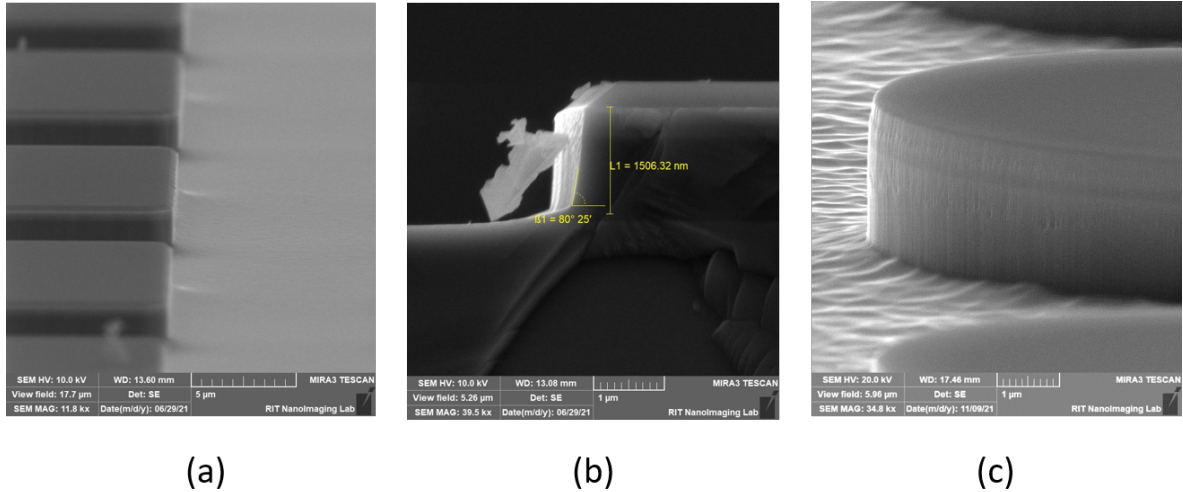 L1 = 1506.32 nm
ß1 = 80° 25'
SEM HV: 10.0 kV WD: 13.60 mm MIRA3 TESCAN
View field: 17.7 µm Det: SE 5 µm
SEM MAG: 11.8 kx Date(m/d/y): 06/29/21 RIT NanoImaging Lab
SEM HV: 10.0 kV WD: 13.08 mm MIRA3 TESCAN
View field: 5.26 µm Det: SE 1 µm
SEM MAG: 39.5 kx Date(m/d/y): 06/29/21 RIT NanoImaging Lab
SEM HV: 20.0 kV WD: 17.46 mm MIRA3 TESCAN
View field: 5.96 µm Det: SE 1 µm
SEM MAG: 34.8 kx Date(m/d/y): 11/09/21 RIT NanoImaging Lab
(a) (b) (c)